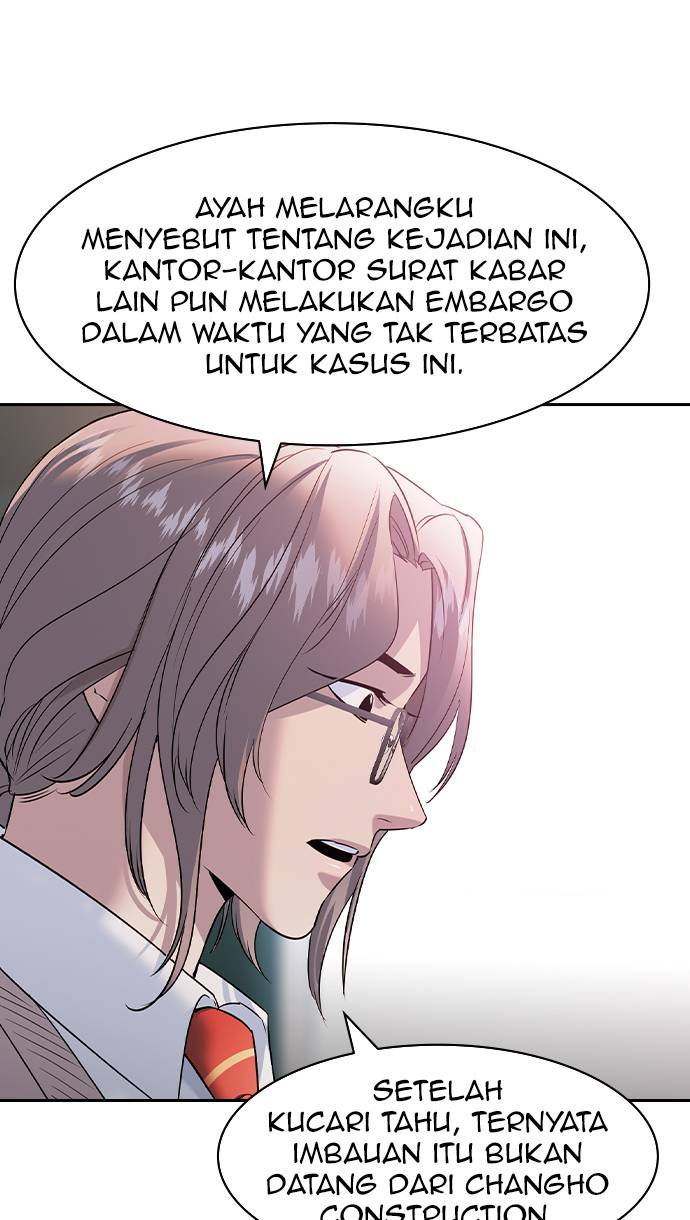 AYAH MELARANGKU
MENYEBUT TENTANG KEJADIAN INI,
KANTOR-KANTOR SURAT KABAR
LAIN PUN MELAKUKAN EMBARGO
DALAM WAKTU YANG TAK TERBATAS
UNTUK KASUS INI.
SETELAH
KUCARI TAHU, TERNYATA
IMBAUAN ITU BUKAN
DATANG DARI CHANGHO
CONSTRUCTION